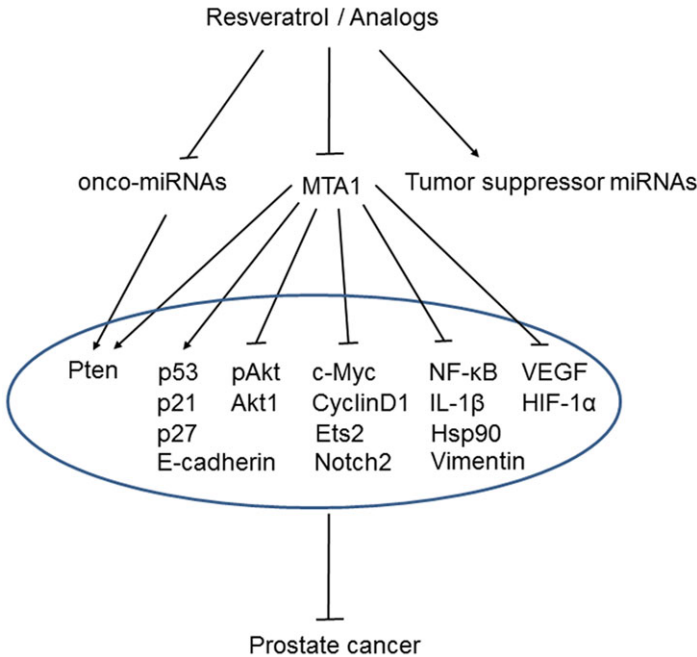 Resveratrol / Analogs
onco-miRNAs
MTA1
Tumor suppressor miRNAs
Pten
p53
p21
p27
E-cadherin
pAkt
Akt1
c-Myc
CyclinD1
Ets2
Notch2
NF-κB
IL-1β
Hsp90
Vimentin
VEGF
HIF-1α
Prostate cancer